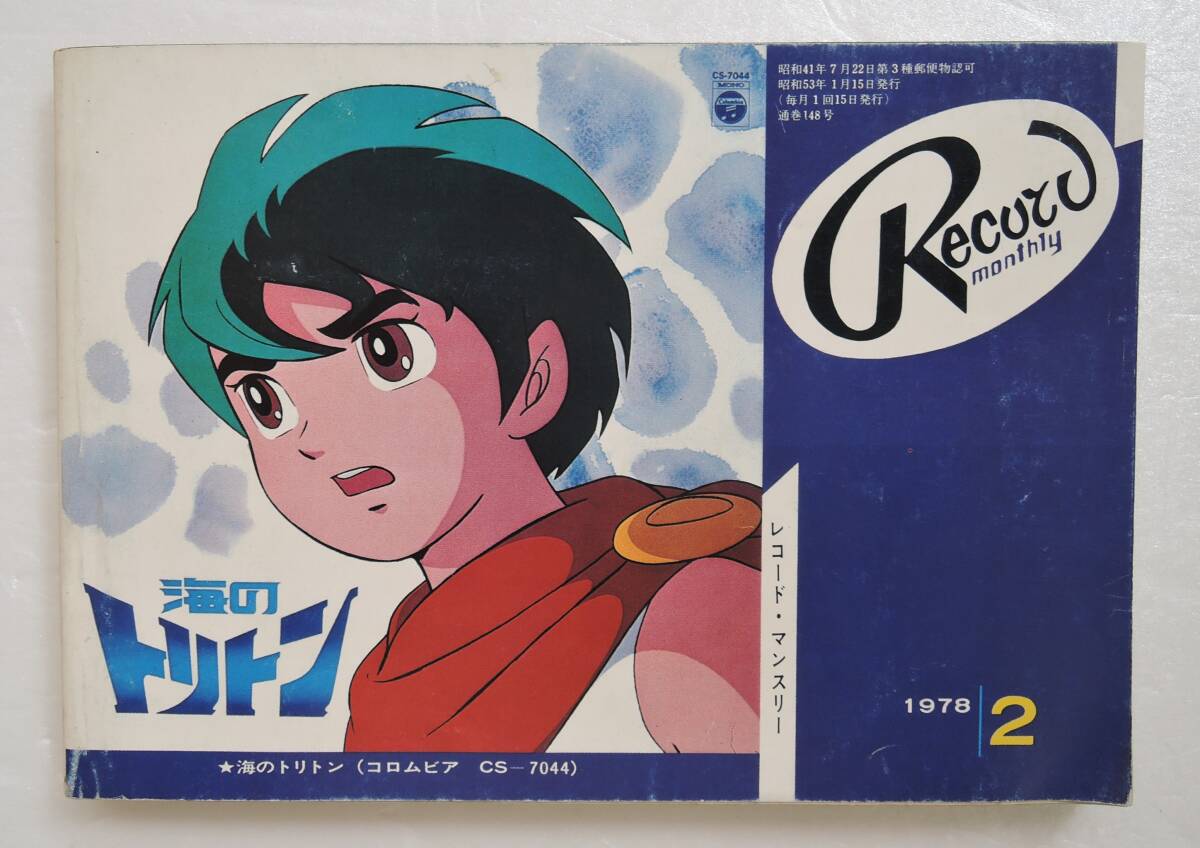 CS-7044
MONO
Columbia
昭和41年7月22日第3種郵便物認可
昭和53年1月15日発行
(毎月1回15日発行)
通巻148号
Record
monthly
海の
トリトン
レコード・マンスリー
1978 2
★海のトリトン(コロムビア CS-7044)